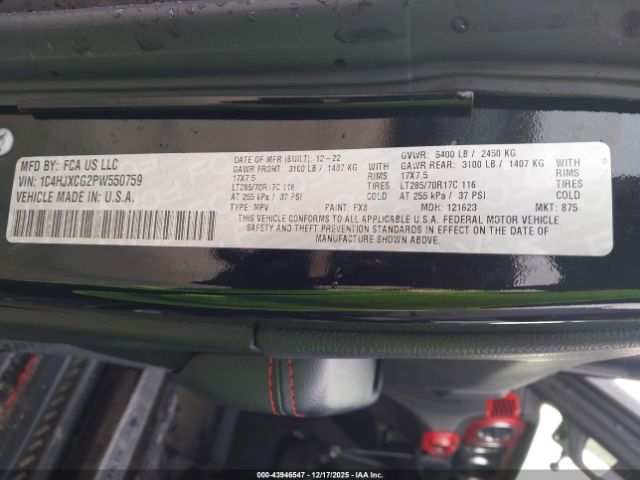 MFD BY: FCA US LLC
VIN: 1C4HJXCG2PW550759
VEHICLE MADE IN U.S.A.
DATE OF MFR (BUILT): 12-22 GVWR: 5400 LB / 2450 KG
GAWR FRONT: 3100 LB / 1407 KG GAWR REAR: 3100 LB / 1407 KG
17X7.5 RIMS 17X7.5 RIMS
LT285/70R17C 116 TIRES LT285/70R17C 116 TIRES
AT 255 kPa / 37 PSI COLD AT 255 kPa / 37 PSI COLD
TYPE: MPV PAINT: PX8 MDH: 121623 MKT: 875
THIS VEHICLE CONFORMS TO ALL APPLICABLE U.S.A. FEDERAL MOTOR VEHICLE
SAFETY AND THEFT PREVENTION STANDARDS IN EFFECT ON THE DATE OF
MANUFACTURE SHOWN ABOVE.
000-43946547 - 12/17/2025 - IAAI.COM